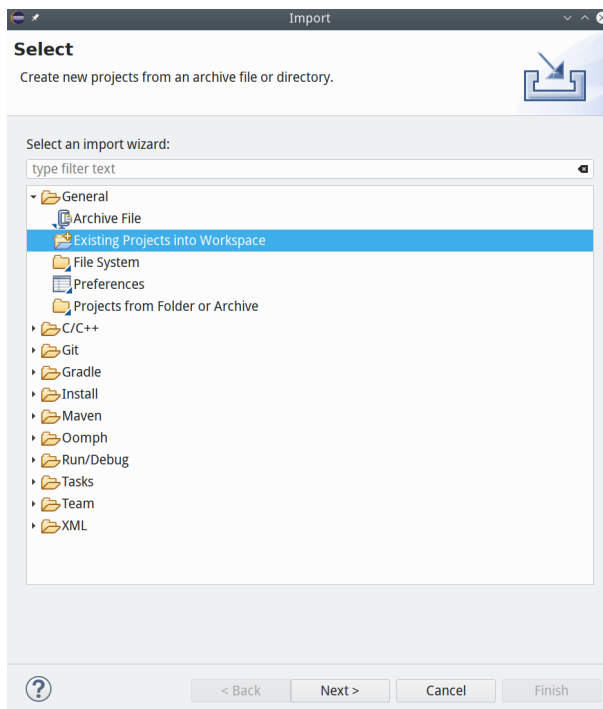 Import
Select
Create new projects from an archive file or directory.
Select an import wizard:
type filter text
General
Archive File
Existing Projects into Workspace
File System
Preferences
Projects from Folder or Archive
C/C++
Git
Gradle
Install
Maven
Oomph
Run/Debug
Tasks
Team
XML
? < Back Next > Cancel Finish